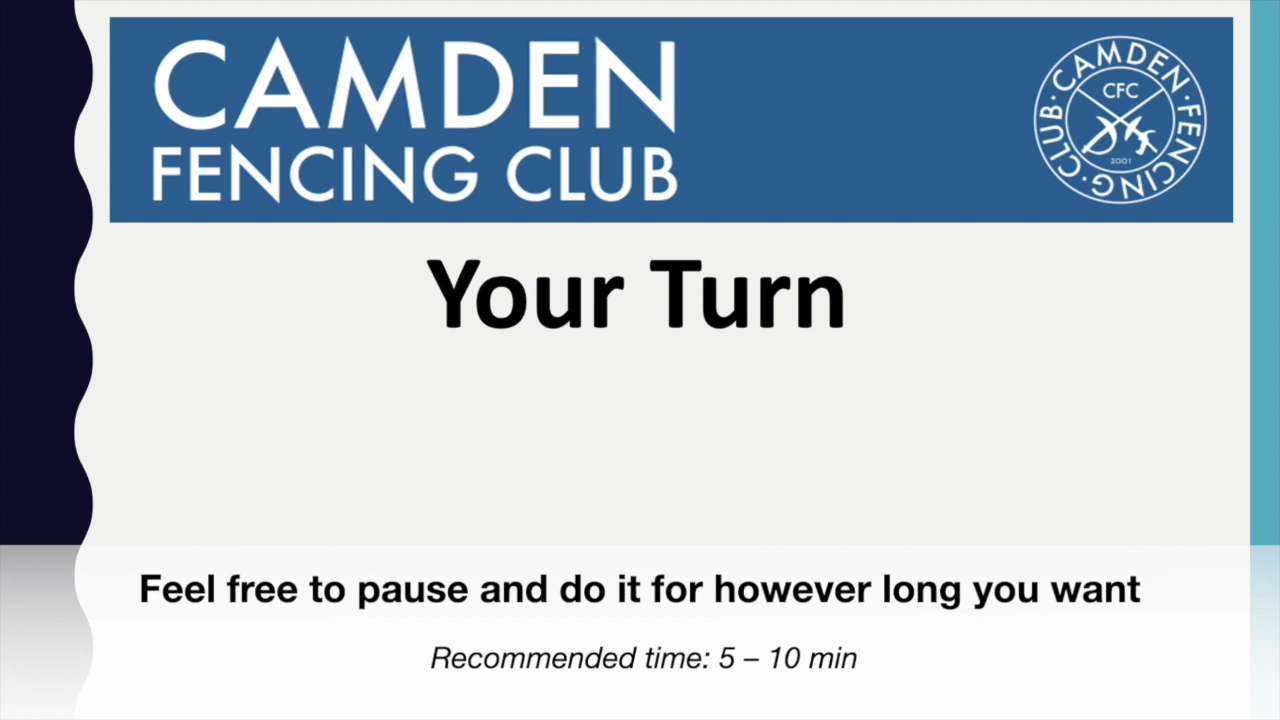 CAMDEN
FENCING CLUB
CAMDEN · FENCING · CLUB ·
CFC
2001
Your Turn
Feel free to pause and do it for however long you want
Recommended time: 5 – 10 min